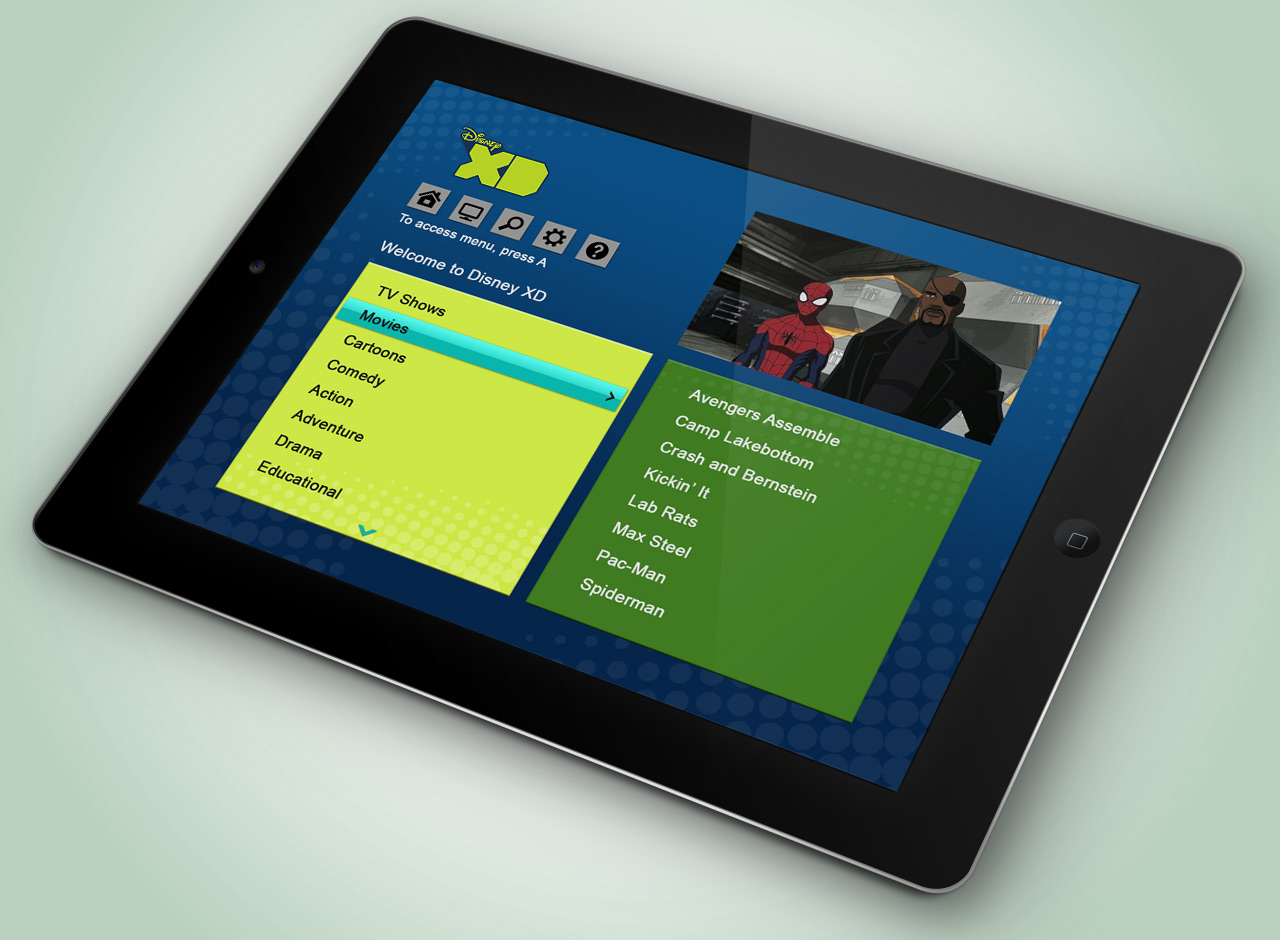 Disney
XD
To access menu, press A
Welcome to Disney XD
TV Shows
Movies
Cartoons
Comedy
Action
Adventure
Drama
Educational
Avengers Assemble
Camp Lakebottom
Crash and Bernstein
Kickin’ It
Lab Rats
Max Steel
Pac-Man
Spiderman